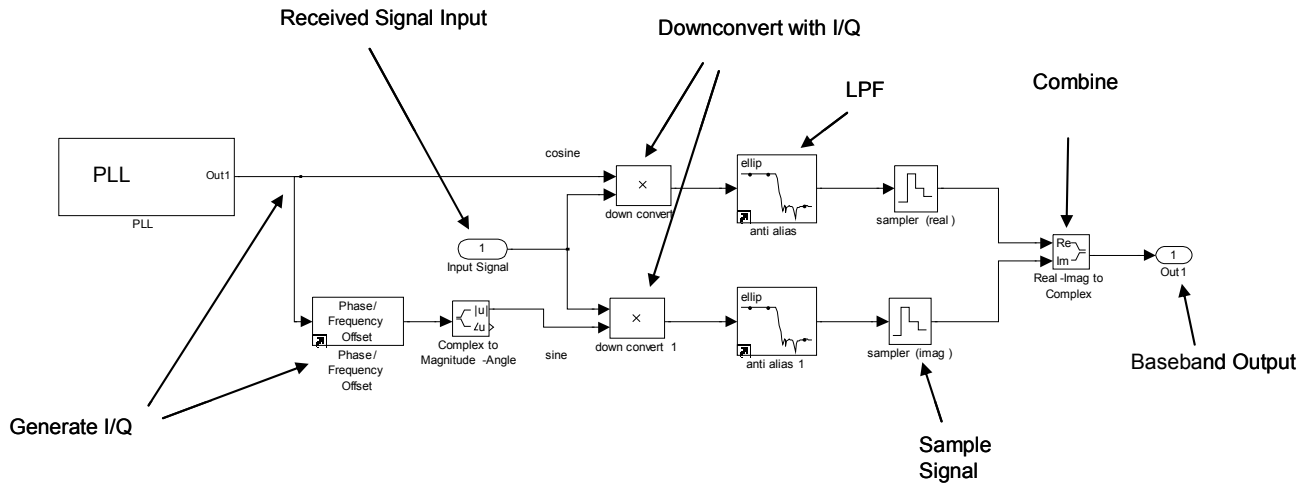 Received Signal Input
Downconvert with I/Q
LPF
Combine
PLL
Out1
PLL
cosine
×
down convert
ellip
anti alias
sampler (real )
1
Input Signal
Re
Im
Real -Imag to
Complex
1
Out1
Phase/
Frequency
Offset
Phase/
Frequency
Offset
|u|
∠u
Complex to
Magnitude -Angle
sine
×
down convert 1
ellip
anti alias 1
sampler (imag )
Baseband Output
Generate I/Q
Sample
Signal